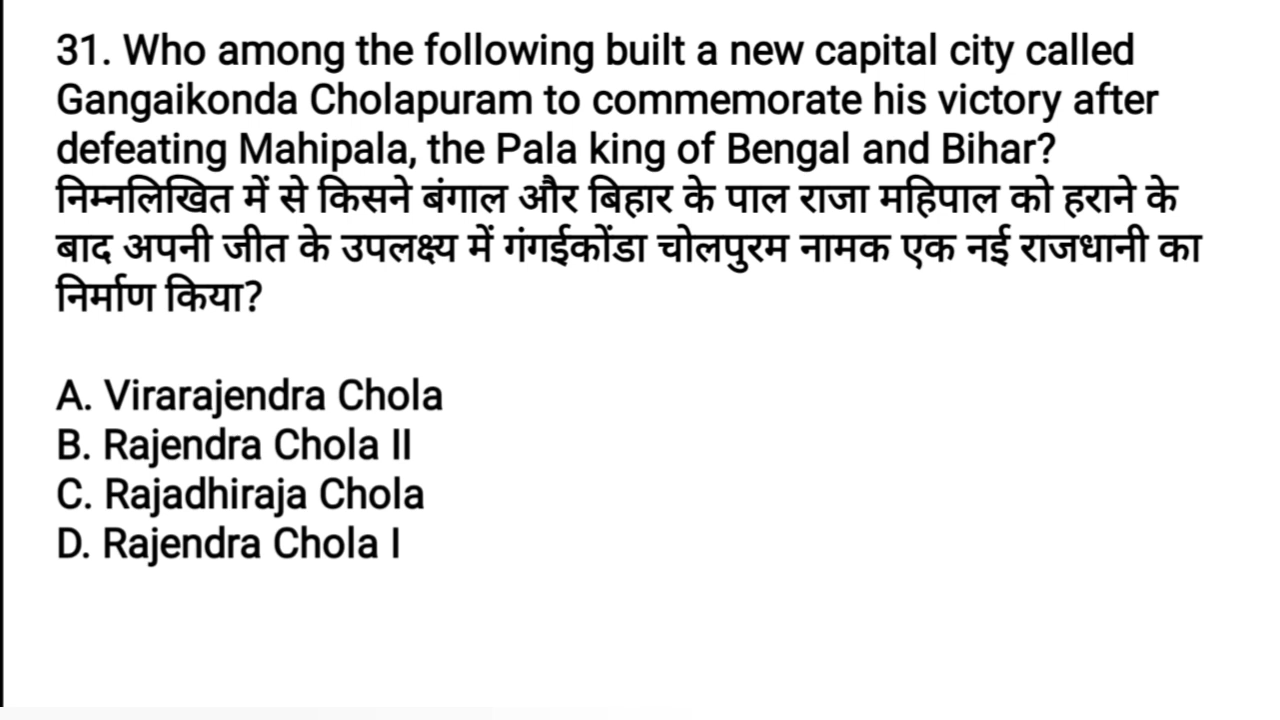 31. Who among the following built a new capital city called
Gangaikonda Cholapuram to commemorate his victory after
defeating Mahipala, the Pala king of Bengal and Bihar?
निम्नलिखित में से किसने बंगाल और बिहार के पाल राजा महिपाल को हराने के
बाद अपनी जीत के उपलक्ष्य में गंगईकोंडा चोलपुरम नामक एक नई राजधानी का
निर्माण किया?
A. Virarajendra Chola
B. Rajendra Chola II
C. Rajadhiraja Chola
D. Rajendra Chola I